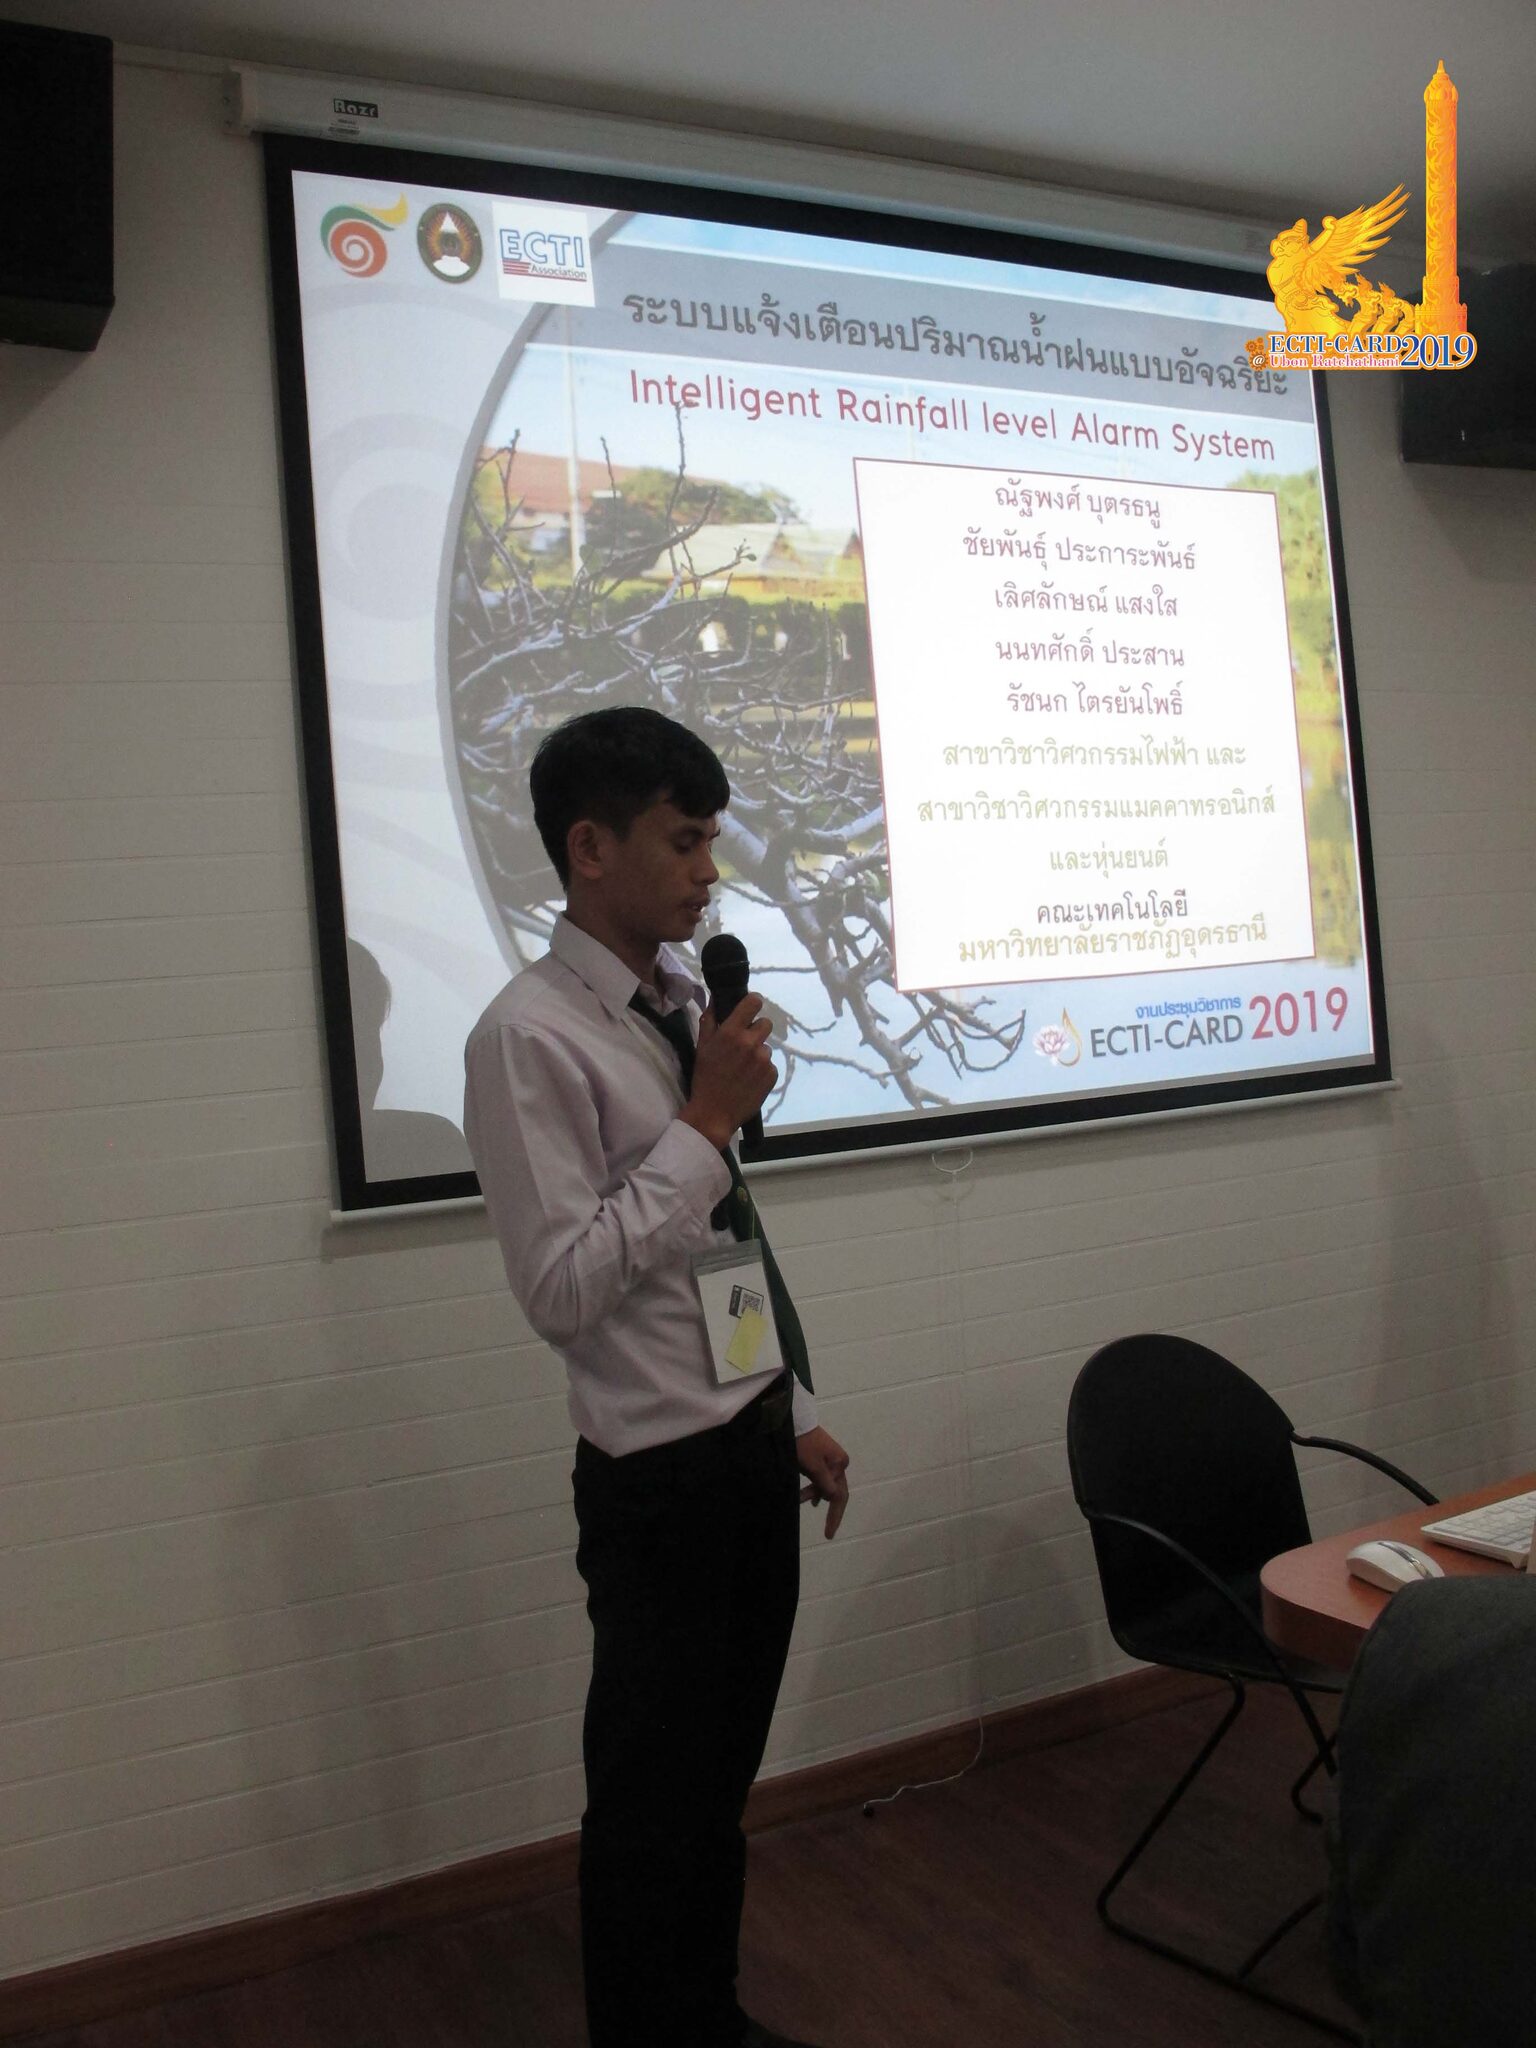 Razr
ECTI
Association
ระบบแจ้งเตือนปริมาณน้ำฝนแบบอัจฉริยะ
Intelligent Rainfall level Alarm System
ณัฐพงศ์ บุตรธนู
ชัยพันธุ์ ประการะพันธ์
เลิศลักษณ์ แสงใส
นนทศักดิ์ ประสาน
รัชนก ไตรยันโพธิ์
สาขาวิชาวิศวกรรมไฟฟ้า และ
สาขาวิชาวิศวกรรมแมคคาทรอนิกส์
และหุ่นยนต์
คณะเทคโนโลยี
มหาวิทยาลัยราชภัฏอุดรธานี
งานประชุมวิชาการ
ECTI-CARD 2019
ECTI-CARD 2019
@ Ubon Ratchathani